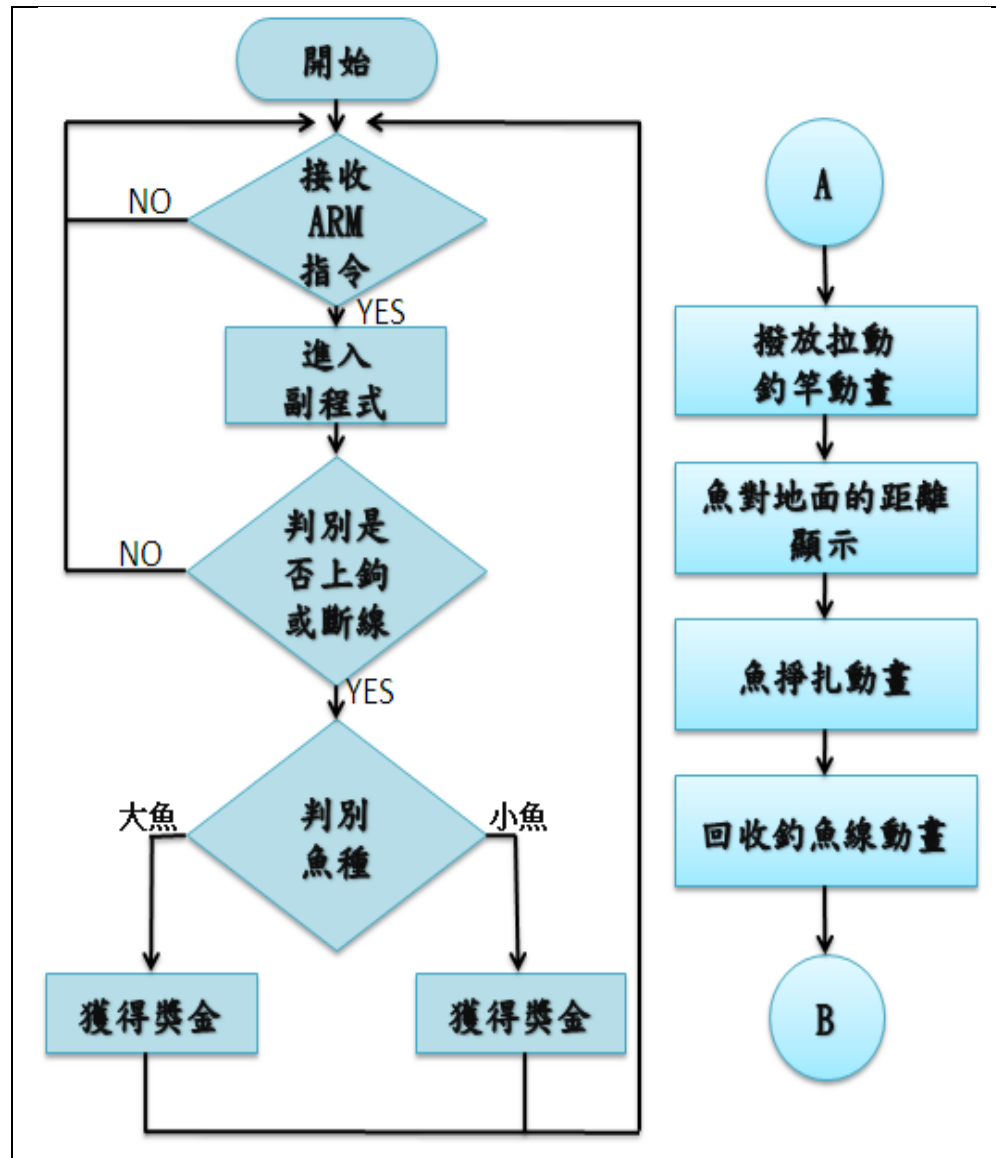 開始
NO
接收
ARM
指令
YES
進入
副程式
NO
判別是
否上鉤
或斷線
YES
大魚
判別
魚種
小魚
獲得獎金
獲得獎金
A
撥放拉動
釣竿動畫
魚對地面的距離
顯示
魚掙扎動畫
回收釣魚線動畫
B